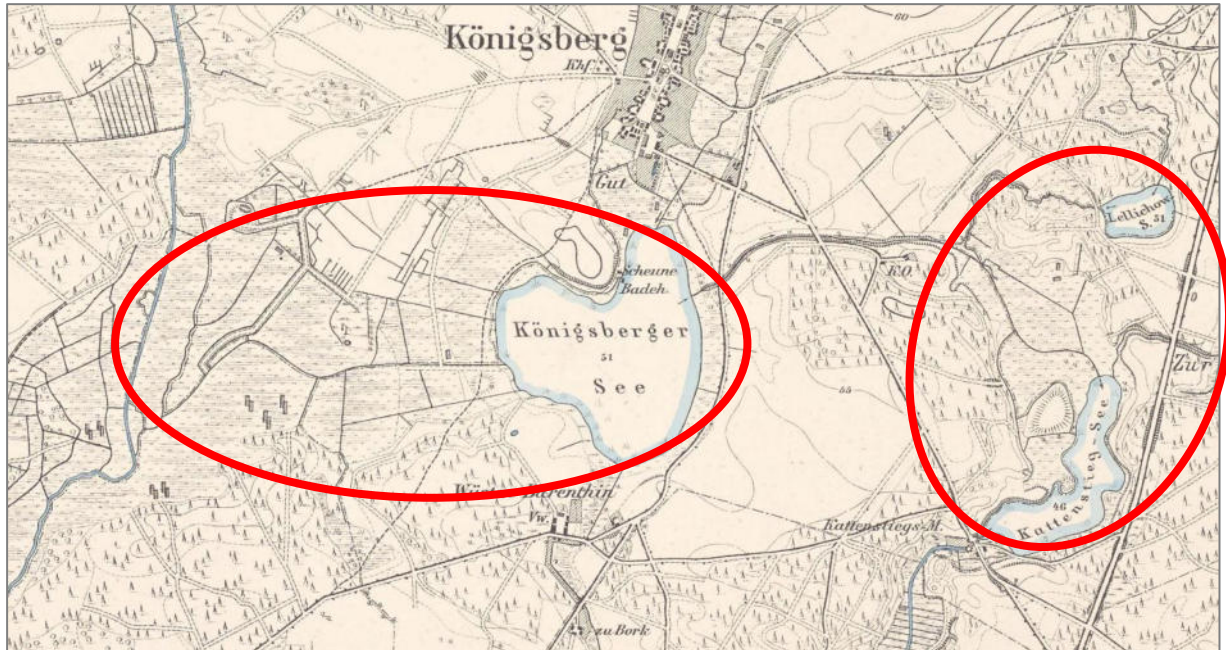 60
Königsberg
Khf.
Gut
Lellichow
S. 51
Scheune
Badeh.
K.O.
Königsberger
51
See
55
Zur
Kattenstieg-See
46
Barenthin
Vw.
Kattenstiegs-M.
zu Bork